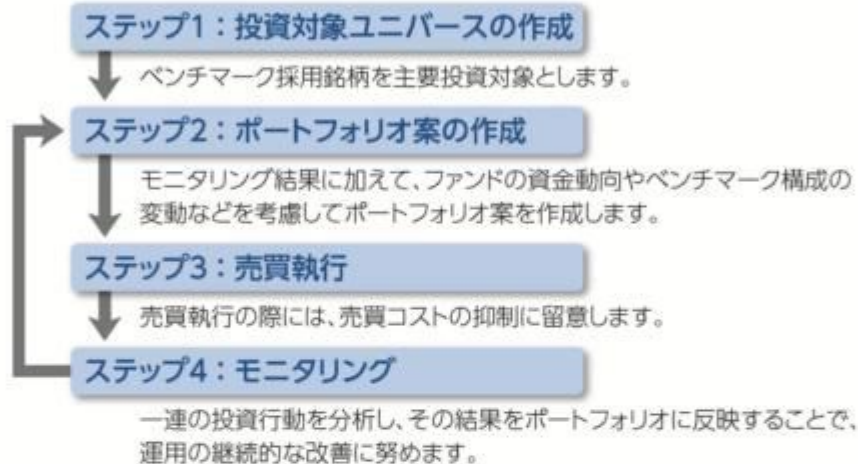 ステップ1：投資対象ユニバースの作成
ベンチマーク採用銘柄を主要投資対象とします。
ステップ2：ポートフォリオ案の作成
モニタリング結果に加えて、ファンドの資金動向やベンチマーク構成の
変動などを考慮してポートフォリオ案を作成します。
ステップ3：売買執行
売買執行の際には、売買コストの抑制に留意します。
ステップ4：モニタリング
一連の投資行動を分析し、その結果をポートフォリオに反映することで、
運用の継続的な改善に努めます。